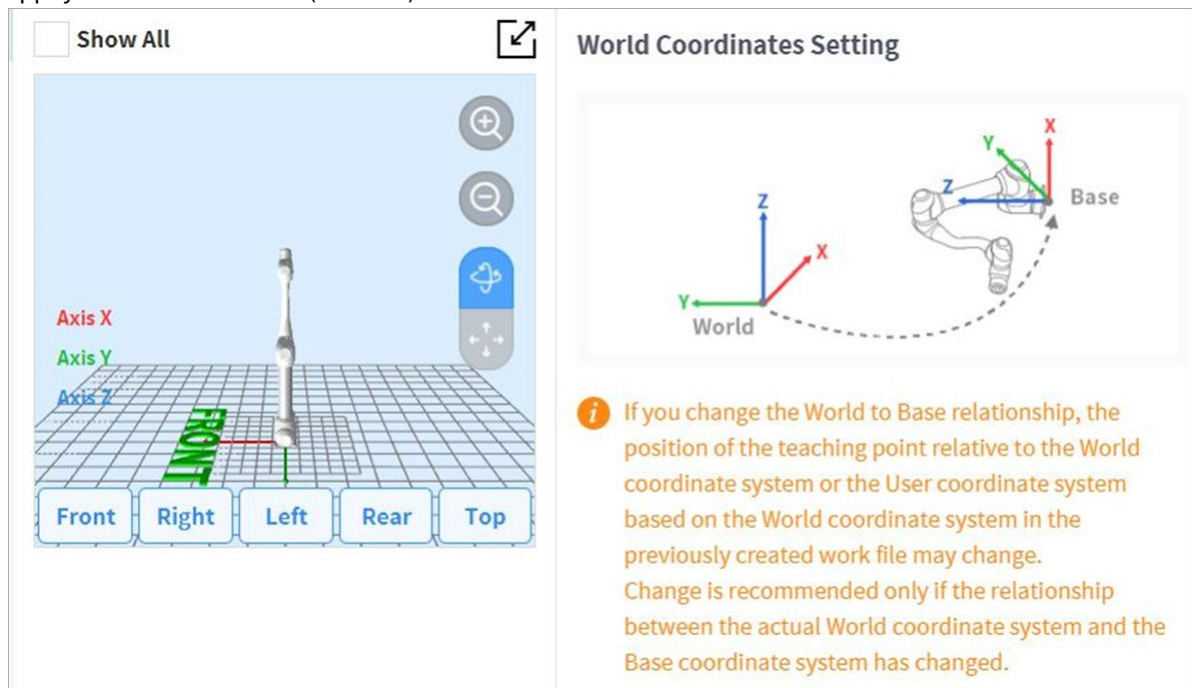 Show All
World Coordinates Setting
X
Y
Z
Base
Z
X
Y
World
Axis X
Axis Y
Axis Z
FRONT
Front
Right
Left
Rear
Top
If you change the World to Base relationship, the
position of the teaching point relative to the World
coordinate system or the User coordinate system
based on the World coordinate system in the
previously created work file may change.
Change is recommended only if the relationship
between the actual World coordinate system and the
Base coordinate system has changed.